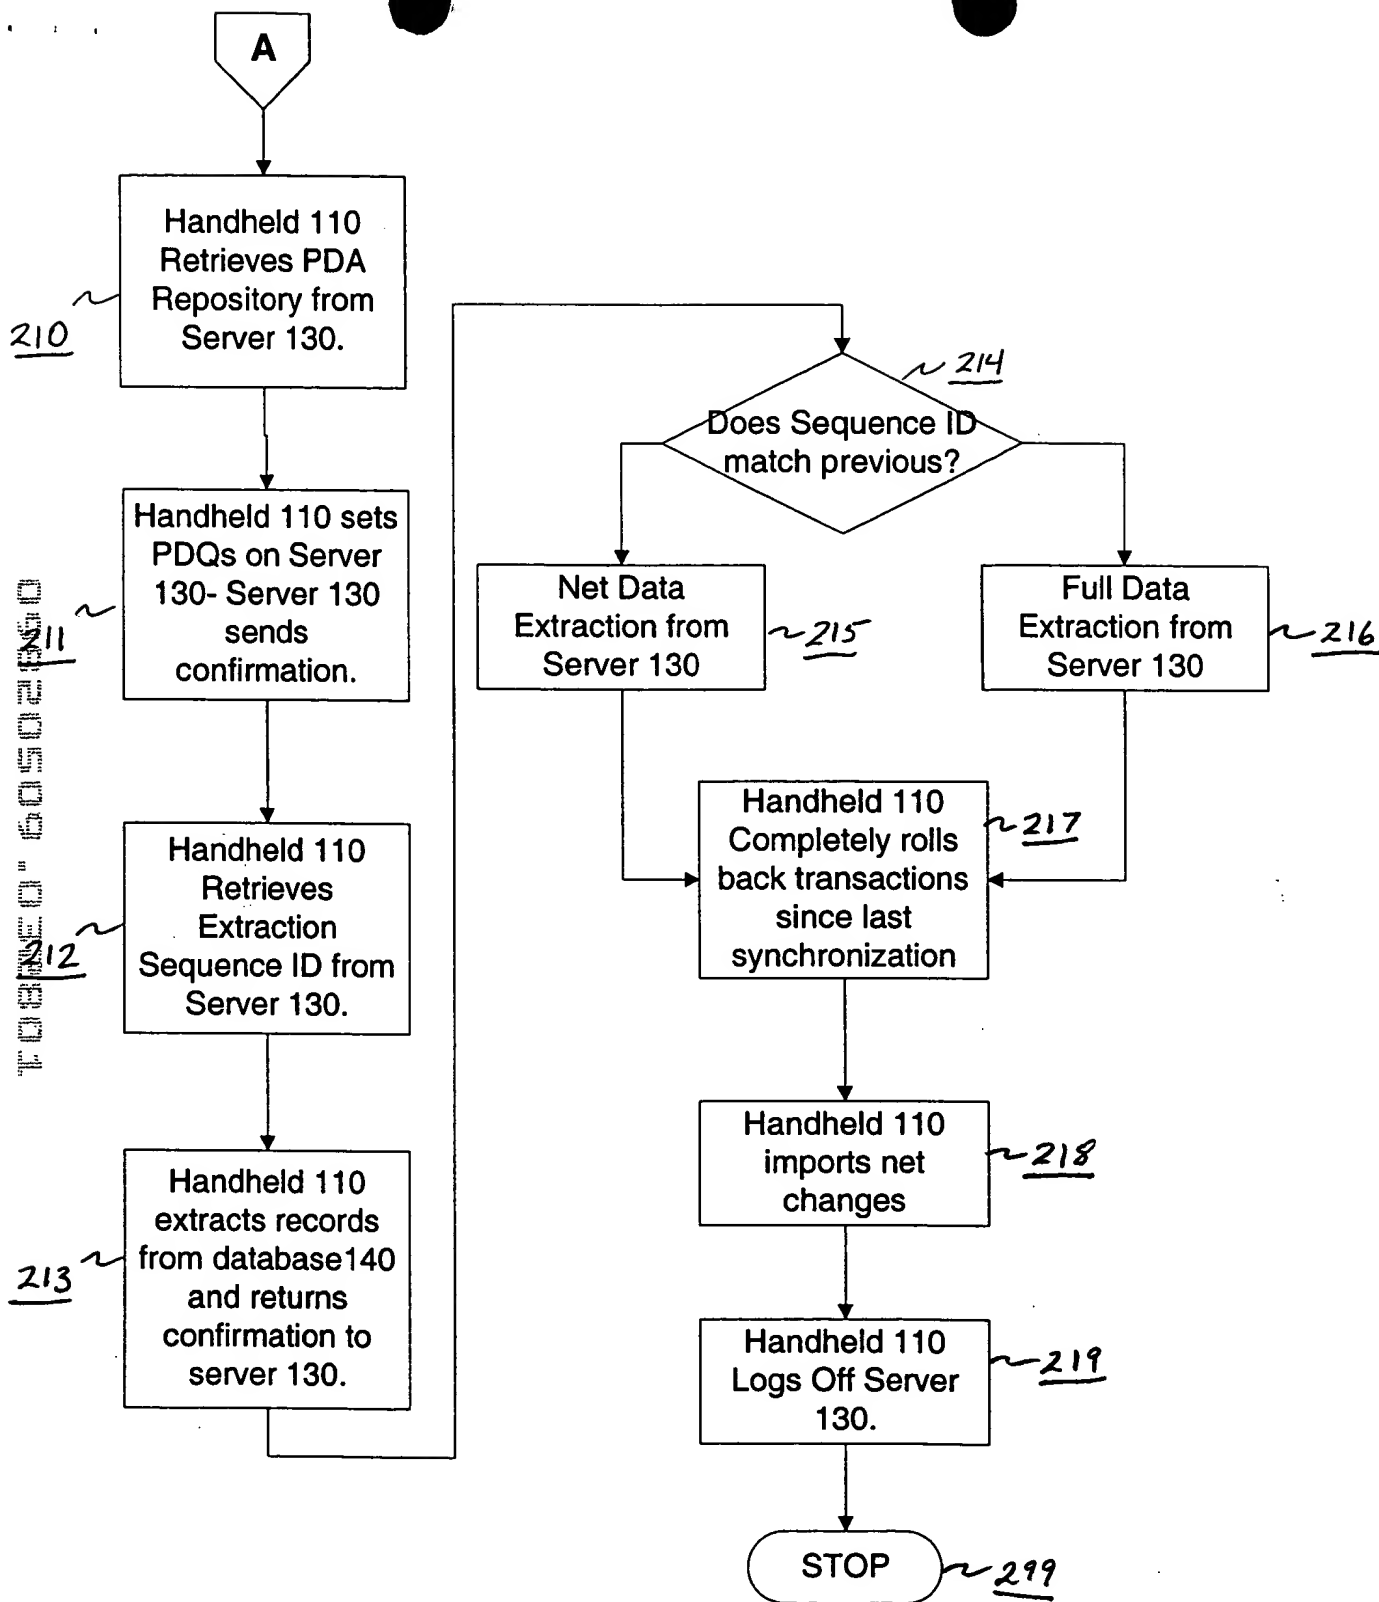 A
Handheld 110
Retrieves PDA
Repository from
Server 130.
210
Handheld 110 sets
PDQs on Server
130- Server 130
sends
confirmation.
211
Handheld 110
Retrieves
Extraction
Sequence ID from
Server 130.
212
Handheld 110
extracts records
from database140
and returns
confirmation to
server 130.
213
Does Sequence ID
match previous?
214
Net Data
Extraction from
Server 130
215
Full Data
Extraction from
Server 130
216
Handheld 110
Completely rolls
back transactions
since last
synchronization
217
Handheld 110
imports net
changes
218
Handheld 110
Logs Off Server
130.
219
STOP
299